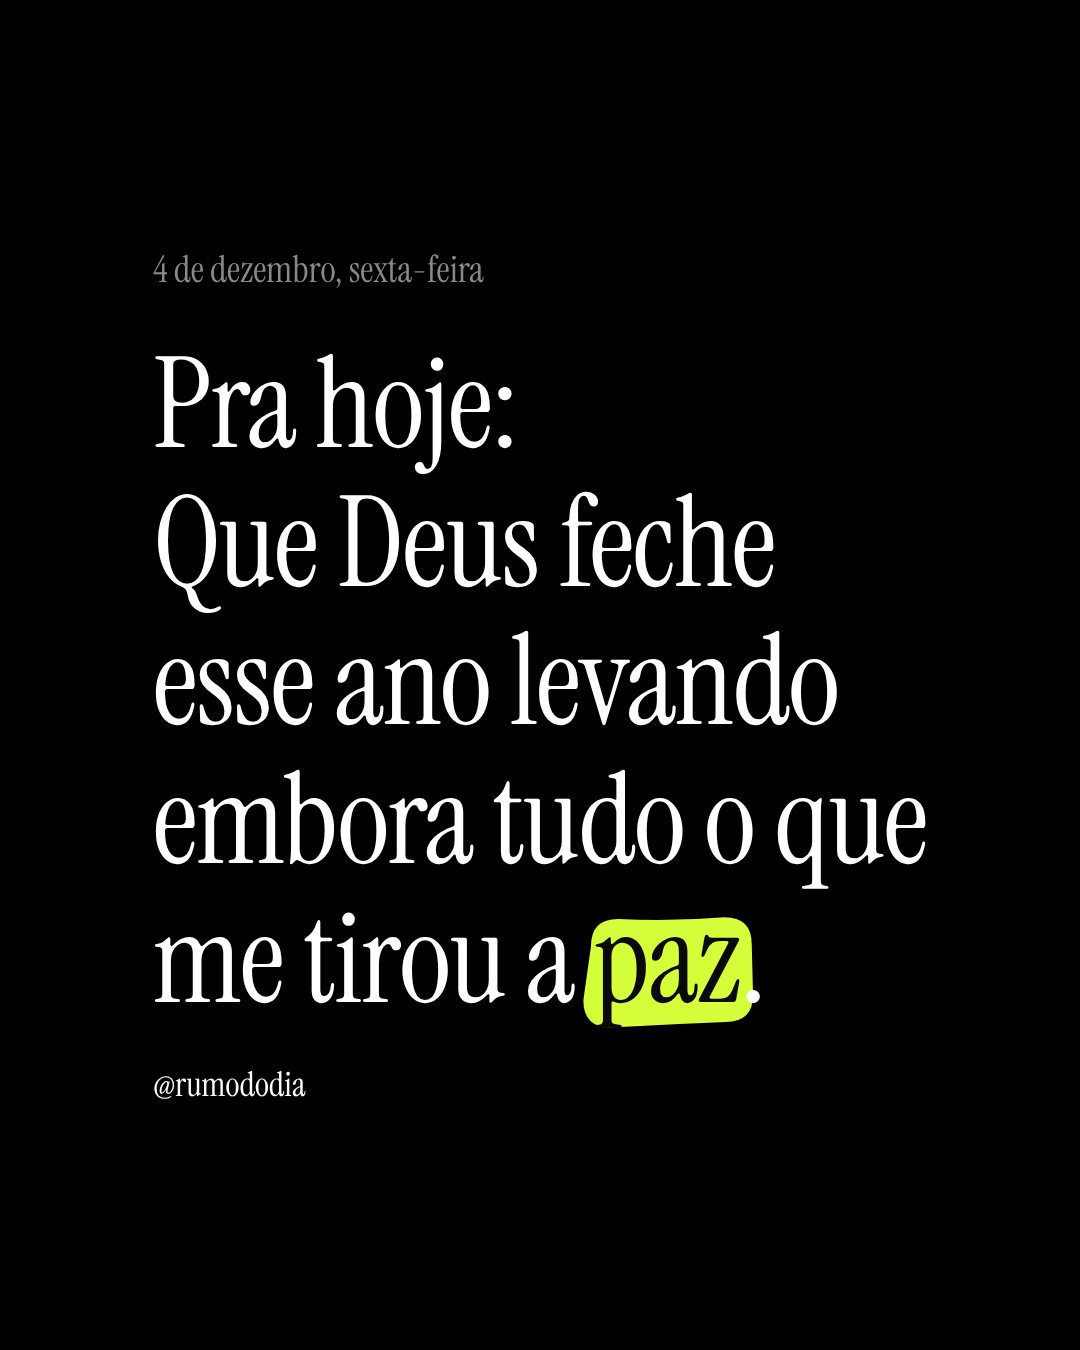 4 de dezembro, sexta-feira
Pra hoje:
Que Deus feche
esse ano levando
embora tudo o que
me tirou a paz.
@rumododia